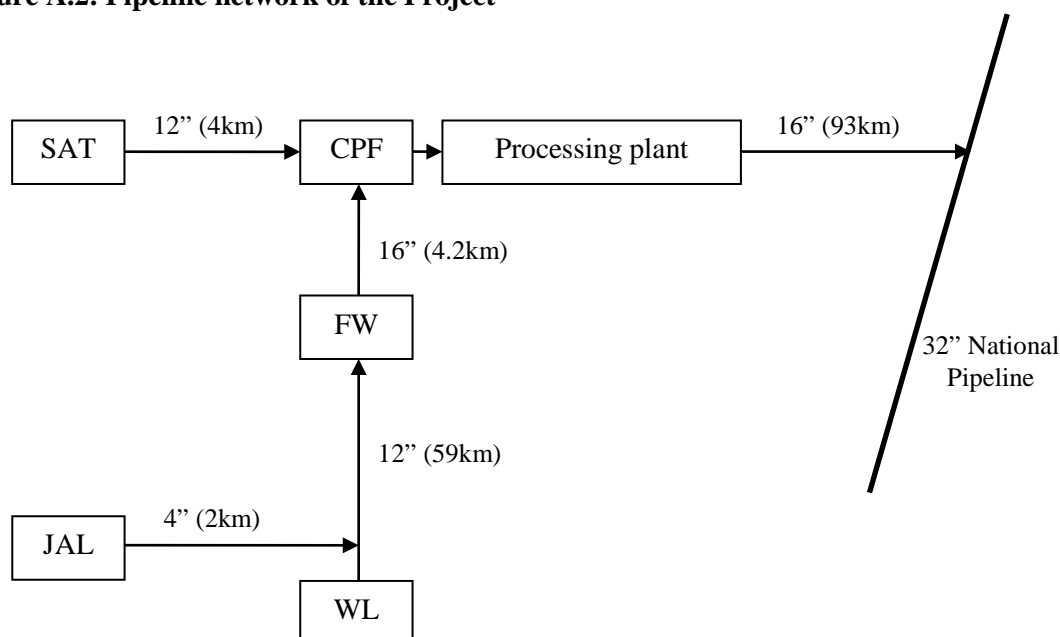 A.2: Pipeline network of the Project
12” (4km)
16” (93km)
SAT
CPF
Processing plant
16” (4.2km)
FW
32” National
Pipeline
12” (59km)
4” (2km)
JAL
WL